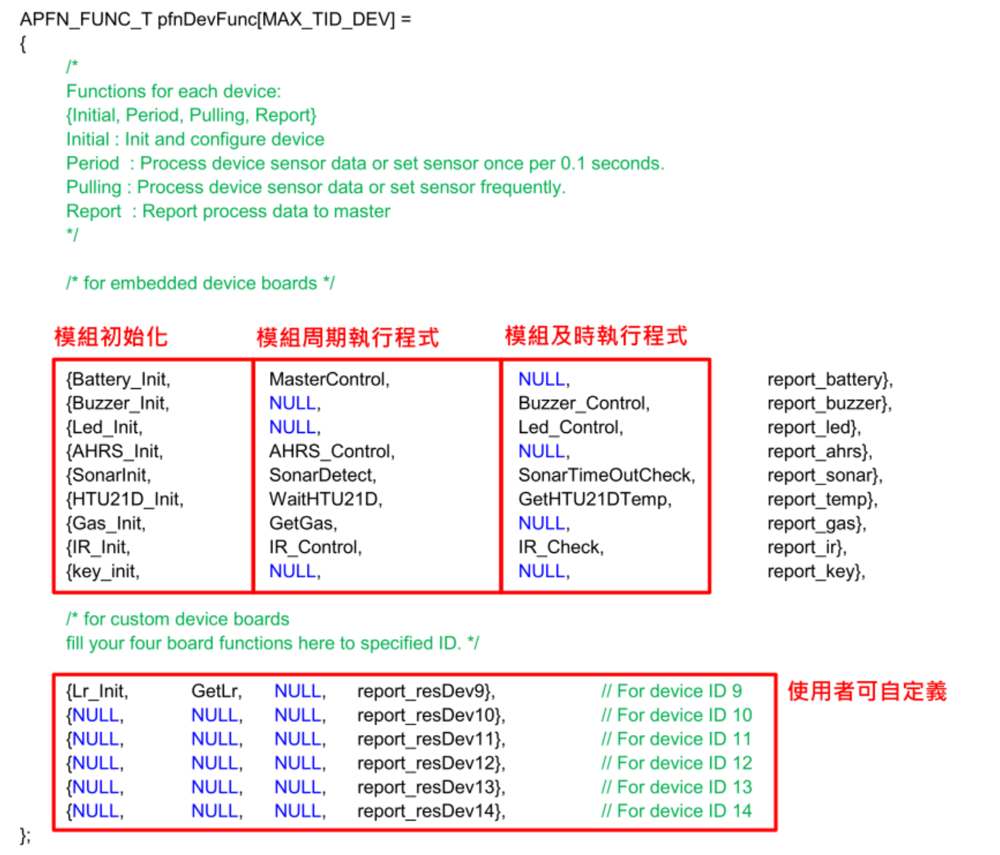 APFN_FUNC_T pfnDevFunc[MAX_TID_DEV] =
{
/*
Functions for each device:
{Initial, Period, Pulling, Report}
Initial : Init and configure device
Period : Process device sensor data or set sensor once per 0.1 seconds.
Pulling : Process device sensor data or set sensor frequently.
Report : Report process data to master
*/
/* for embedded device boards */
模組初始化 模組周期執行程式 模組及時執行程式
{Battery_Init, MasterControl, NULL, report_battery},
{Buzzer_Init, NULL, Buzzer_Control, report_buzzer},
{Led_Init, NULL, Led_Control, report_led},
{AHRS_Init, AHRS_Control, NULL, report_ahrs},
{SonarInit, SonarDetect, SonarTimeOutCheck, report_sonar},
{HTU21D_Init, WaitHTU21D, GetHTU21DTemp, report_temp},
{Gas_Init, GetGas, NULL, report_gas},
{IR_Init, IR_Control, IR_Check, report_ir},
{key_init, NULL, NULL, report_key},
/* for custom device boards
fill your four board functions here to specified ID. */
{Lr_Init, GetLr, NULL, report_resDev9}, // For device ID 9 使用者可自定義
{NULL, NULL, NULL, report_resDev10}, // For device ID 10
{NULL, NULL, NULL, report_resDev11}, // For device ID 11
{NULL, NULL, NULL, report_resDev12}, // For device ID 12
{NULL, NULL, NULL, report_resDev13}, // For device ID 13
{NULL, NULL, NULL, report_resDev14}, // For device ID 14
};